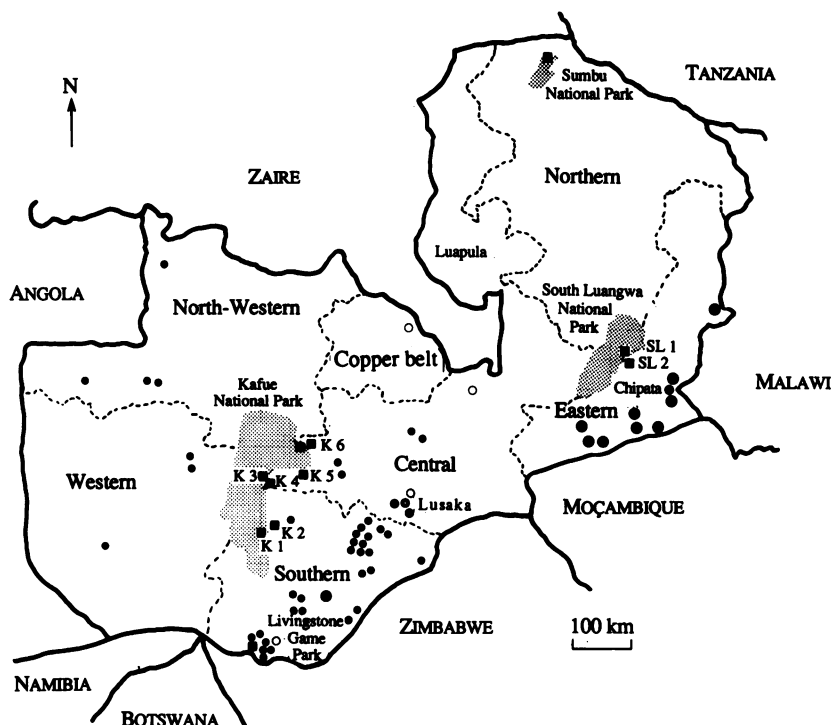 Sumbu
National Park
TANZANIA
N
ZAIRE
Northern
Luapula
ANGOLA
North-Western
South Luangwa
National
Park
Copper belt
SL 1
SL 2
Kafue
National Park
Chipata
MALAWI
Eastern
K 6
Western
Central
K 3
K 4
K 5
Lusaka
MOÇAMBIQUE
K 2
K 1
Southern
Livingstone
Game
Park
ZIMBABWE
100 km
NAMIBIA
BOTSWANA